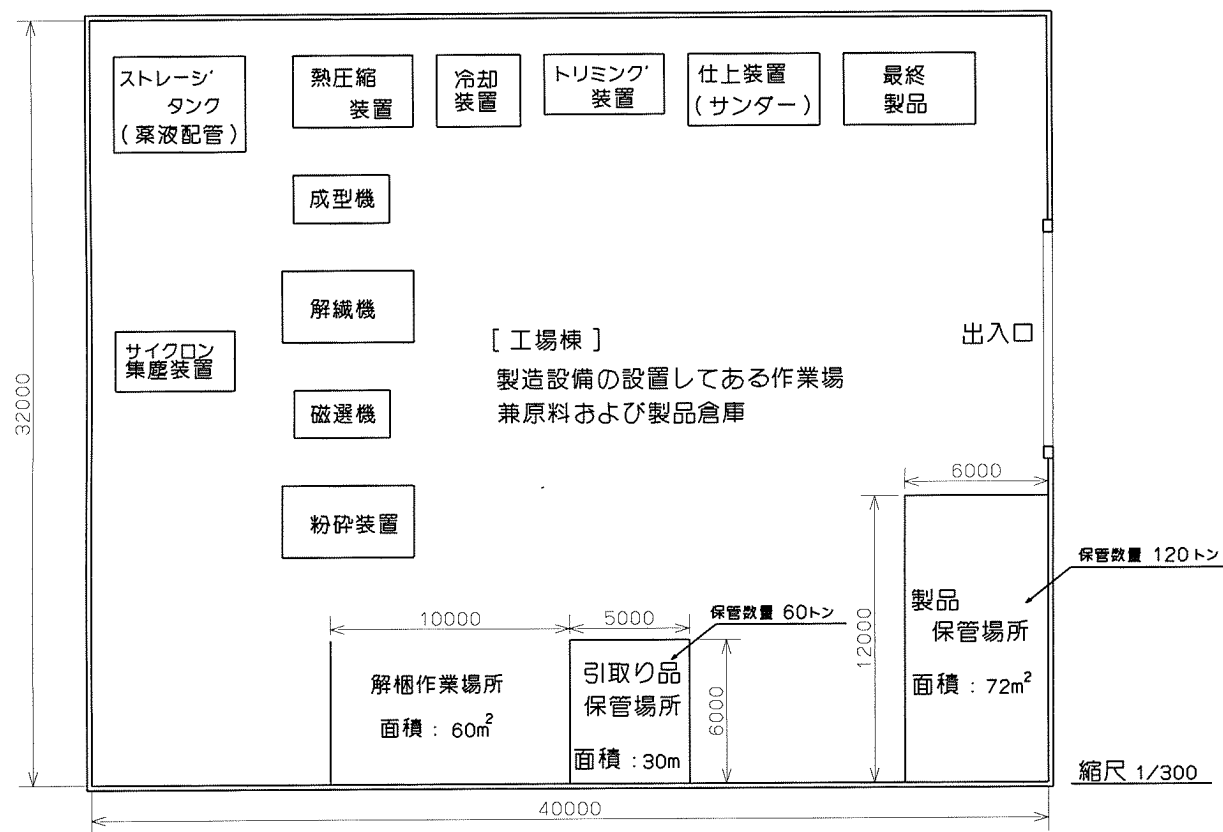 ストレージ
タンク
(薬液配管)
熱圧縮
装置
冷却
装置
トリミング
装置
仕上装置
(サンダー)
最終
製品
成型機
解繊機
サイクロン
集塵装置
磁選機
粉砕装置
[工場棟]
製造設備の設置してある作業場
兼原料および製品倉庫
出入口
32000
6000
保管数量 120トン
12000
製品
保管場所
面積:72m²
10000
5000
保管数量 60トン
解梱作業場所
面積:60m²
引取り品
保管場所
面積:30m
6000
縮尺 1/300
40000